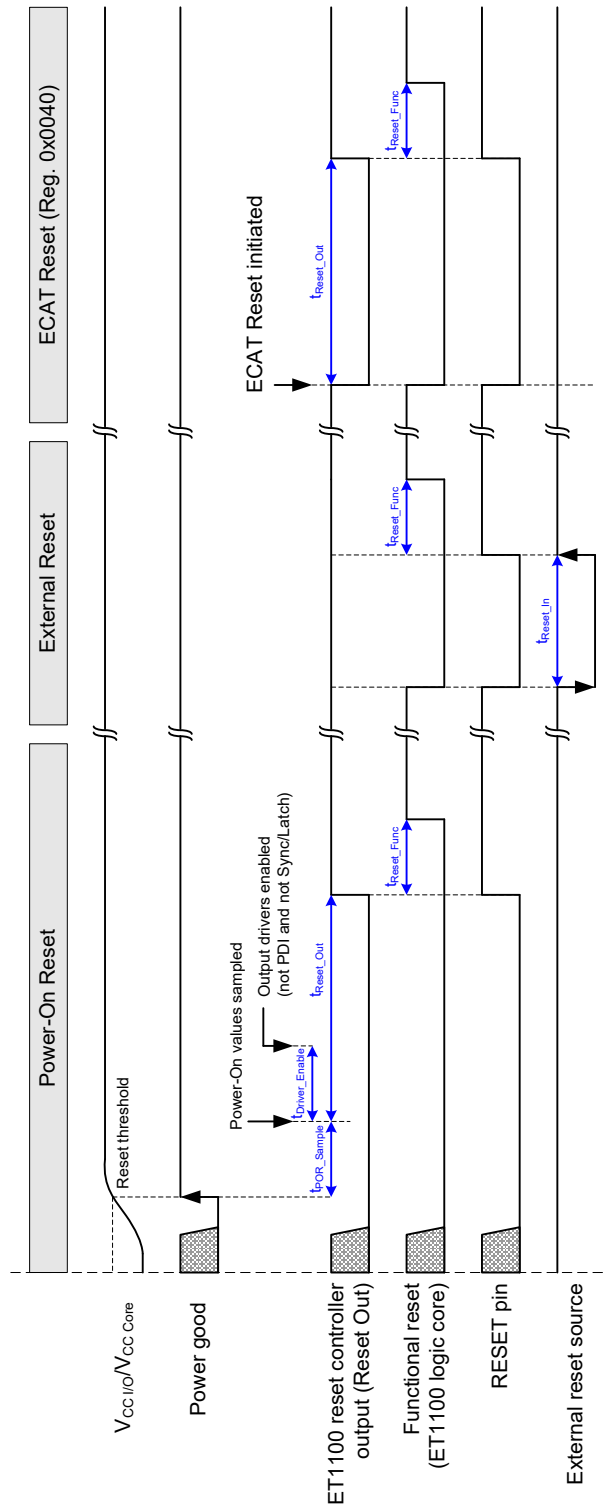 Power-On Reset
External Reset
ECAT Reset (Reg. 0x0040)
VCC I/O/VCC Core
Reset threshold
Power good
Power-On values sampled
Output drivers enabled
(not PDI and not Sync/Latch)
ECAT Reset initiated
tPOR_Sample
tDriver_Enable
tReset_Out
tReset_Out
ET1100 reset controller
output (Reset Out)
tReset_Func
tReset_Func
tReset_Func
Functional reset
(ET1100 logic core)
RESET pin
tReset_In
External reset source